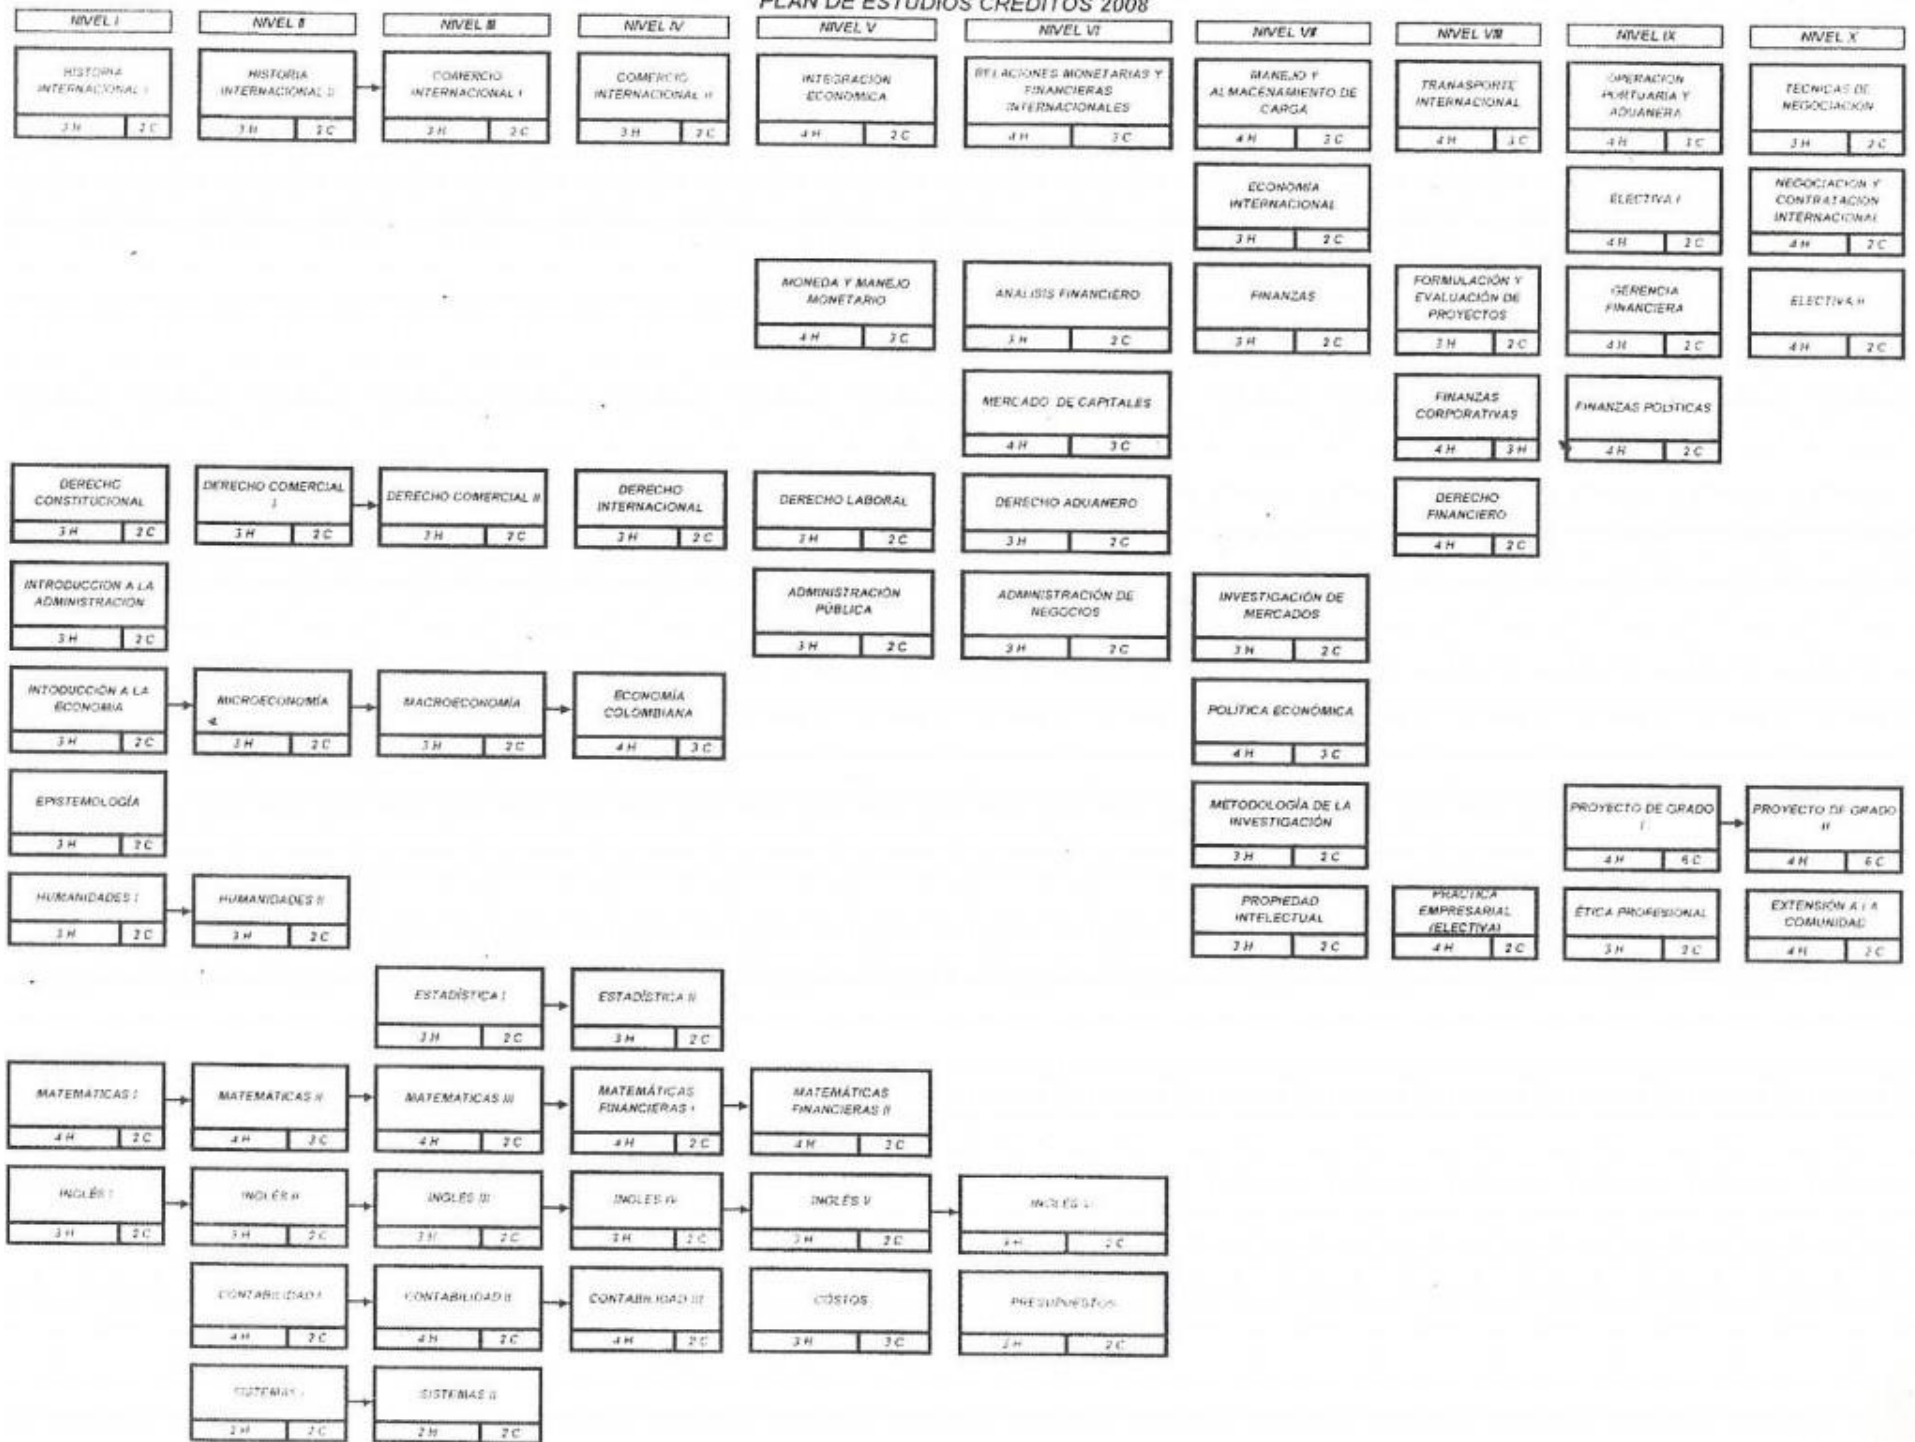 PLAN DE ESTUDIOS CREDITOS 2008
NIVEL I
NIVEL II
NIVEL III
NIVEL IV
NIVEL V
NIVEL VI
NIVEL VII
NIVEL VIII
NIVEL IX
NIVEL X
HISTORIA
INTERNACIONAL I
3 H 2 C
HISTORIA
INTERNACIONAL II
3 H 2 C
COMERCIO
INTERNACIONAL I
3 H 2 C
COMERCIO
INTERNACIONAL II
3 H 2 C
INTEGRACION
ECONOMICA
4 H 2 C
RELACIONES MONETARIAS Y
FINANCIERAS
INTERNACIONALES
4 H 3 C
MANEJO Y
ALMACENAMIENTO DE
CARGA
4 H 3 C
TRANSPORTE
INTERNACIONAL
4 H 3 C
OPERACION
PORTUARIA Y
ADUANERA
4 H 3 C
TECNICAS DE
NEGOCIACION
3 H 2 C
ECONOMIA
INTERNACIONAL
3 H 2 C
ELECTIVA I
4 H 2 C
NEGOCIACION Y
CONTRATACION
INTERNACIONAL
4 H 2 C
MONEDA Y MANEJO
MONETARIO
4 H 3 C
ANALISIS FINANCIERO
3 H 2 C
FINANZAS
3 H 2 C
FORMULACIÓN Y
EVALUACIÓN DE
PROYECTOS
3 H 2 C
GERENCIA
FINANCIERA
4 H 2 C
ELECTIVA II
4 H 2 C
MERCADO DE CAPITALES
4 H 3 C
FINANZAS
CORPORATIVAS
4 H 3 H
FINANZAS POLÍTICAS
4 H 2 C
DERECHO
CONSTITUCIONAL
3 H 2 C
DERECHO COMERCIAL
I
3 H 2 C
DERECHO COMERCIAL II
3 H 2 C
DERECHO
INTERNACIONAL
3 H 2 C
DERECHO LABORAL
3 H 2 C
DERECHO ADUANERO
3 H 2 C
DERECHO
FINANCIERO
4 H 2 C
INTRODUCCION A LA
ADMINISTRACION
3 H 2 C
ADMINISTRACIÓN
PÚBLICA
3 H 2 C
ADMINISTRACIÓN DE
NEGOCIOS
3 H 2 C
INVESTIGACIÓN DE
MERCADOS
3 H 2 C
INTODUCCIÓN A LA
ECONOMIA
3 H 2 C
MICROECONOMÍA
3 H 2 C
MACROECONOMÍA
3 H 2 C
ECONOMÍA
COLOMBIANA
4 H 3 C
POLÍTICA ECONÓMICA
4 H 3 C
EPISTEMOLOGÍA
3 H 2 C
METODOLOGÍA DE LA
INVESTIGACIÓN
3 H 2 C
PROYECTO DE GRADO
I
4 H 6 C
PROYECTO DE GRADO
II
4 H 6 C
HUMANIDADES I
3 H 2 C
HUMANIDADES II
3 H 2 C
PROPIEDAD
INTELECTUAL
3 H 2 C
PRACTICA
EMPRESARIAL
(ELECTIVA)
4 H 2 C
ÉTICA PROFESIONAL
3 H 2 C
EXTENSIÓN A LA
COMUNIDAD
4 H 2 C
ESTADÍSTICA I
3 H 2 C
ESTADÍSTICA II
3 H 2 C
MATEMATICAS I
4 H 2 C
MATEMATICAS II
4 H 3 C
MATEMATICAS III
4 H 2 C
MATEMÁTICAS
FINANCIERAS I
4 H 2 C
MATEMÁTICAS
FINANCIERAS II
4 H 2 C
INGLÉS I
3 H 2 C
INGLÉS II
3 H 2 C
INGLES III
3 H 2 C
INGLES IV
3 H 2 C
INGLÉS V
3 H 2 C
INGLÉS VI
3 H 2 C
CONTABILIDAD I
4 H 2 C
CONTABILIDAD II
4 H 2 C
CONTABILIDAD III
4 H 2 C
COSTOS
3 H 2 C
PRESUPUESTOS
3 H 2 C
SISTEMAS I
2 H 2 C
SISTEMAS II
2 H 2 C